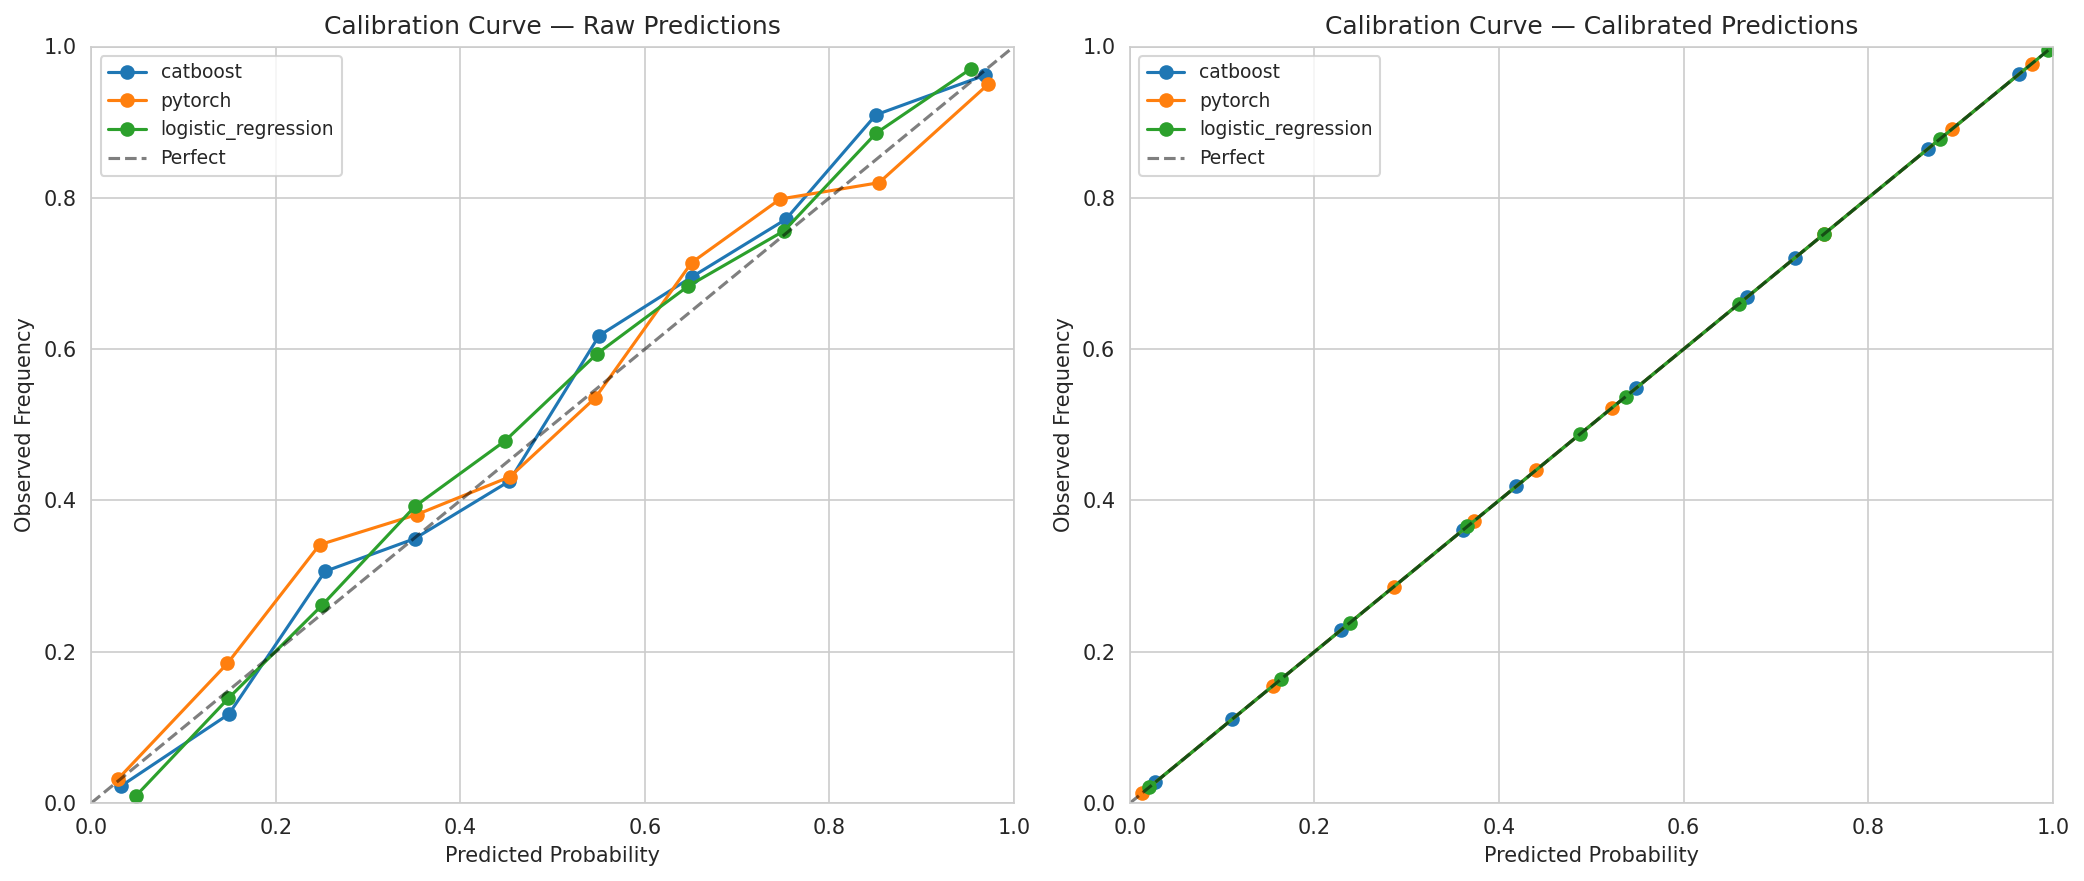 Calibration Curve — Raw Predictions
catboost
pytorch
logistic_regression
Perfect
Observed Frequency
1.0
0.8
0.6
0.4
0.2
0.0
0.0 0.2 0.4 0.6 0.8 1.0
Predicted Probability
Calibration Curve — Calibrated Predictions
catboost
pytorch
logistic_regression
Perfect
Observed Frequency
1.0
0.8
0.6
0.4
0.2
0.0
0.0 0.2 0.4 0.6 0.8 1.0
Predicted Probability